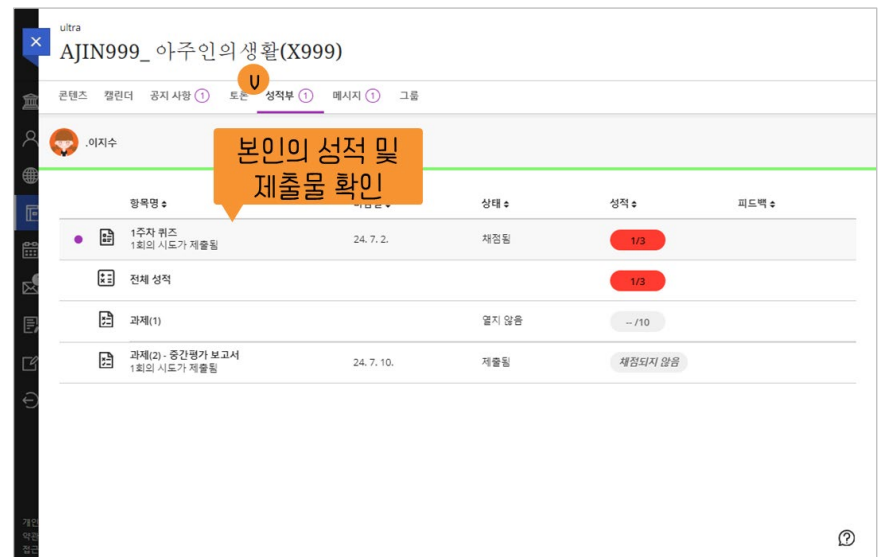 ultra
AJIN999_ 아주인의생활(X999)
콘텐츠 캘린더 공지 사항 1 토론 성적부 1 메시지 1 그룹
.이지수
본인의 성적 및
제출물 확인
항목명 상태 성적 피드백
1주차 퀴즈 24. 7. 2. 채점됨 1/3
1회의 시도가 제출됨
전체 성적 1/3
과제(1) 열지 않음 -- /10
과제(2) - 중간평가 보고서 24. 7. 10. 제출됨 채점되지 않음
1회의 시도가 제출됨
개인
약관